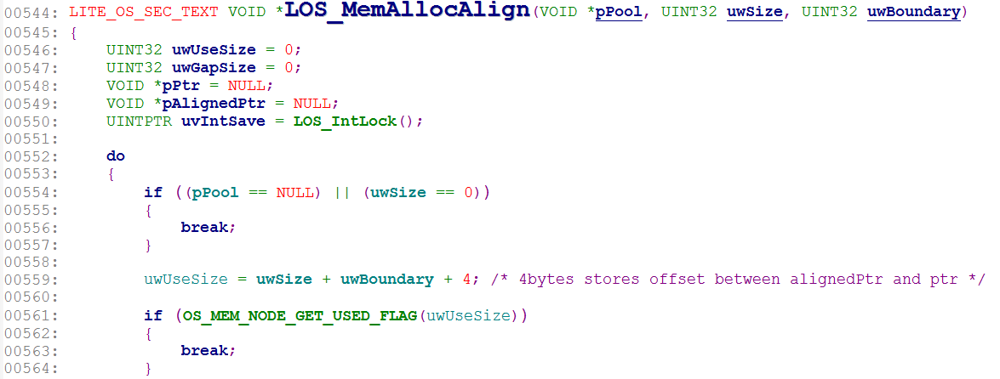 00544: LITE_OS_SEC_TEXT VOID *LOS_MemAllocAlign(VOID *pPool, UINT32 uwSize, UINT32 uwBoundary)
00545: {
00546:     UINT32 uwUseSize = 0;
00547:     UINT32 uwGapSize = 0;
00548:     VOID *pPtr = NULL;
00549:     VOID *pAlignedPtr = NULL;
00550:     UINTPTR uvIntSave = LOS_IntLock();
00551:
00552:     do
00553:     {
00554:         if ((pPool == NULL) || (uwSize == 0))
00555:         {
00556:             break;
00557:         }
00558:
00559:         uwUseSize = uwSize + uwBoundary + 4; /* 4bytes stores offset between alignedPtr and ptr */
00560:
00561:         if (OS_MEM_NODE_GET_USED_FLAG(uwUseSize))
00562:         {
00563:             break;
00564:         }